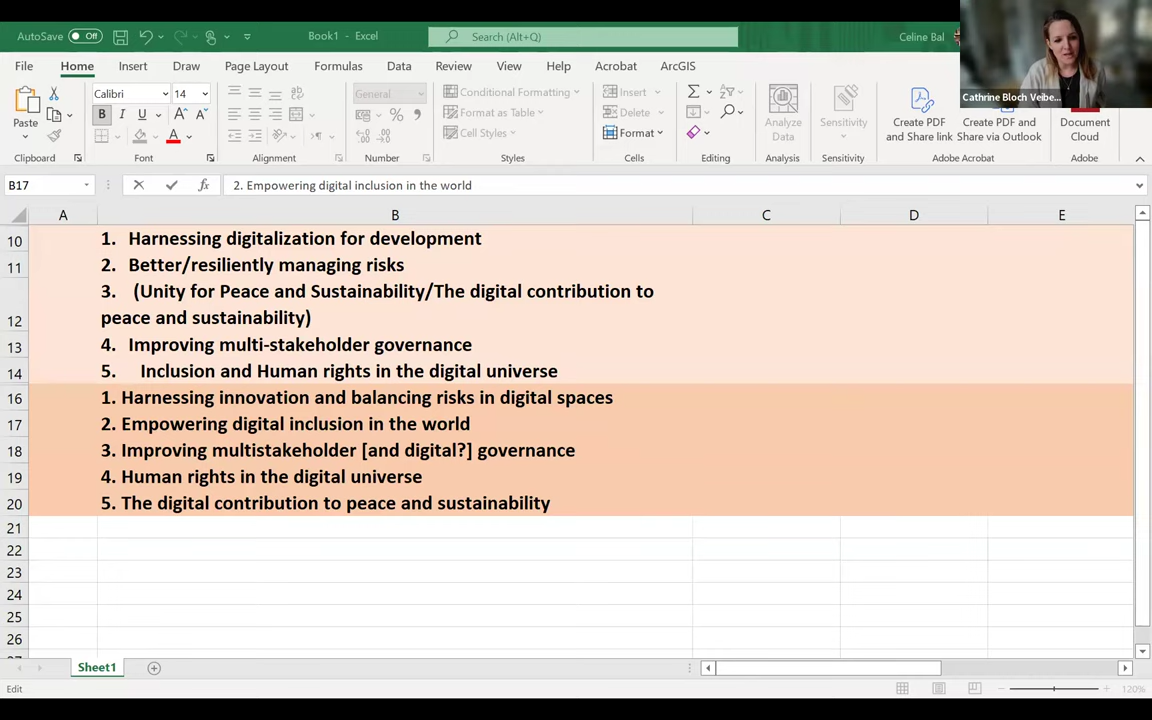 AutoSave Off Book1 - Excel Search (Alt+Q) Celine Bal
Cathrine Bloch Veibe...
File Home Insert Draw Page Layout Formulas Data Review View Help Acrobat ArcGIS
Paste
Clipboard
Calibri 14
B I U A A A
Font
Alignment
General
% 9
Number
Conditional Formatting
Format as Table
Cell Styles
Styles
Insert
Delete
Format
Cells
Editing
Analyze
Data
Analysis
Sensitivity
Sensitivity
Create PDF
and Share link
Create PDF and
Share via Outlook
Adobe Acrobat
Document
Cloud
Adobe
B17 fx 2. Empowering digital inclusion in the world
A B C D E
10 1. Harnessing digitalization for development
11 2. Better/resiliently managing risks
3. (Unity for Peace and Sustainability/The digital contribution to
12 peace and sustainability)
13 4. Improving multi-stakeholder governance
14 5. Inclusion and Human rights in the digital universe
16 1. Harnessing innovation and balancing risks in digital spaces
17 2. Empowering digital inclusion in the world
18 3. Improving multistakeholder [and digital?] governance
19 4. Human rights in the digital universe
20 5. The digital contribution to peace and sustainability
21
22
23
24
25
26
Sheet1
Edit 120%